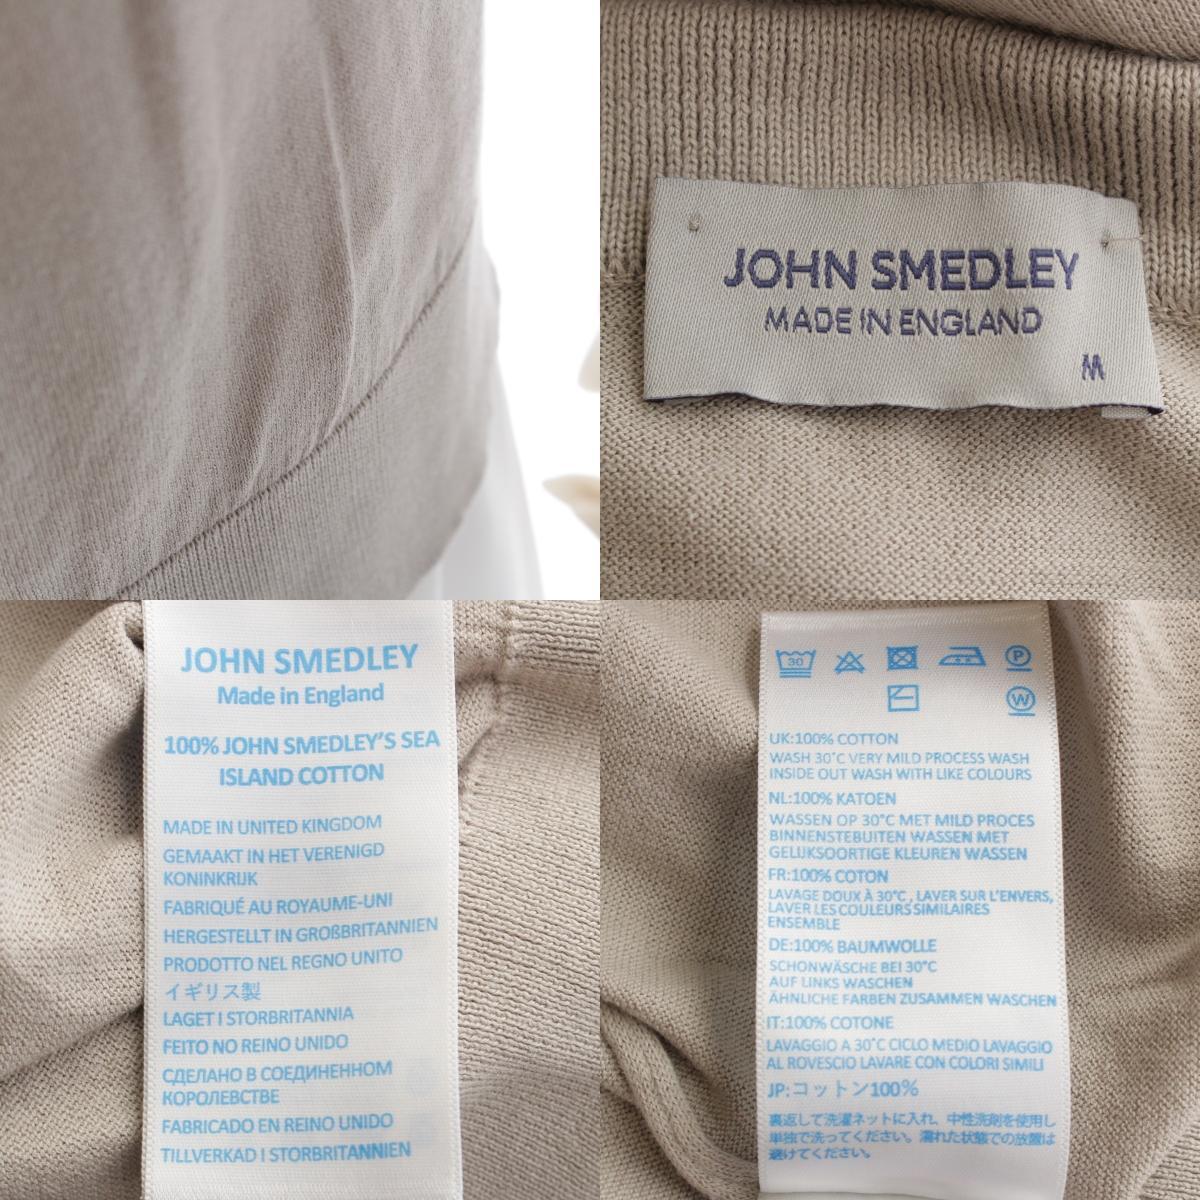 JOHN SMEDLEY
MADE IN ENGLAND
M
JOHN SMEDLEY
Made in England
100% JOHN SMEDLEY'S SEA
ISLAND COTTON
MADE IN UNITED KINGDOM
GEMAAKT IN HET VERENIGD
KONINKRIJK
FABRIQUÉ AU ROYAUME-UNI
HERGESTELLT IN GROßBRITANNIEN
PRODOTTO NEL REGNO UNITO
イギリス製
LAGET I STORBRITANNIA
FEITO NO REINO UNIDO
СДЕЛАНО В СОЕДИНЕННОМ
КОРОЛЕВСТВЕ
FABRICADO EN REINO UNIDO
TILLVERKAD I STORBRITANNIEN
30
P
W
UK:100% COTTON
WASH 30°C VERY MILD PROCESS WASH
INSIDE OUT WASH WITH LIKE COLOURS
NL:100% KATOEN
WASSEN OP 30°C MET MILD PROCES
BINNENSTEBUITEN WASSEN MET
GELIJKSOORTIGE KLEUREN WASSEN
FR:100% COTON
LAVAGE DOUX À 30°C , LAVER SUR L'ENVERS,
LAVER LES COULEURS SIMILAIRES
ENSEMBLE
DE:100% BAUMWOLLE
SCHONWÄSCHE BEI 30°C
AUF LINKS WASCHEN
ÄHNLICHE FARBEN ZUSAMMEN WASCHEN
IT:100% COTONE
LAVAGGIO A 30°C CICLO MEDIO LAVAGGIO
AL ROVESCIO LAVARE CON COLORI SIMILI
JP:コットン100%
裏返して洗濯ネットに入れ、中性洗剤を使用し
単独で洗ってください。濡れた状態での放置は
避けてください。